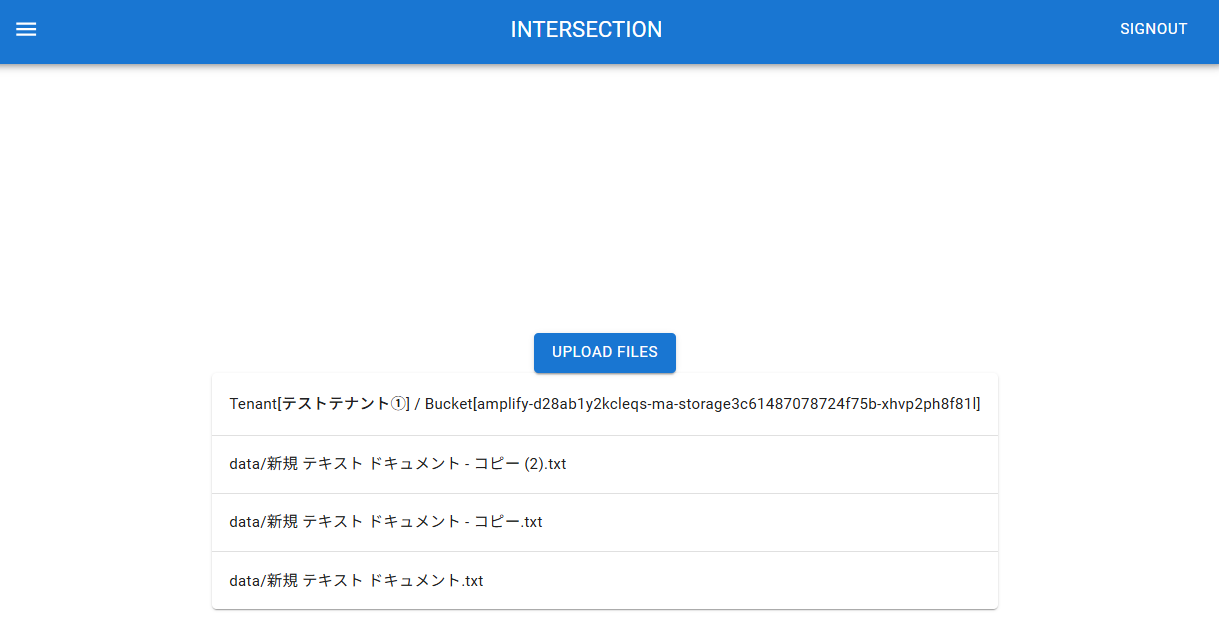 INTERSECTION
SIGNOUT
UPLOAD FILES
Tenant[テストテナント①] / Bucket[amplify-d28ab1y2kcleqs-ma-storage3c61487078724f75b-xhvp2ph8f81l]
data/新規 テキスト ドキュメント - コピー (2).txt
data/新規 テキスト ドキュメント - コピー.txt
data/新規 テキスト ドキュメント.txt